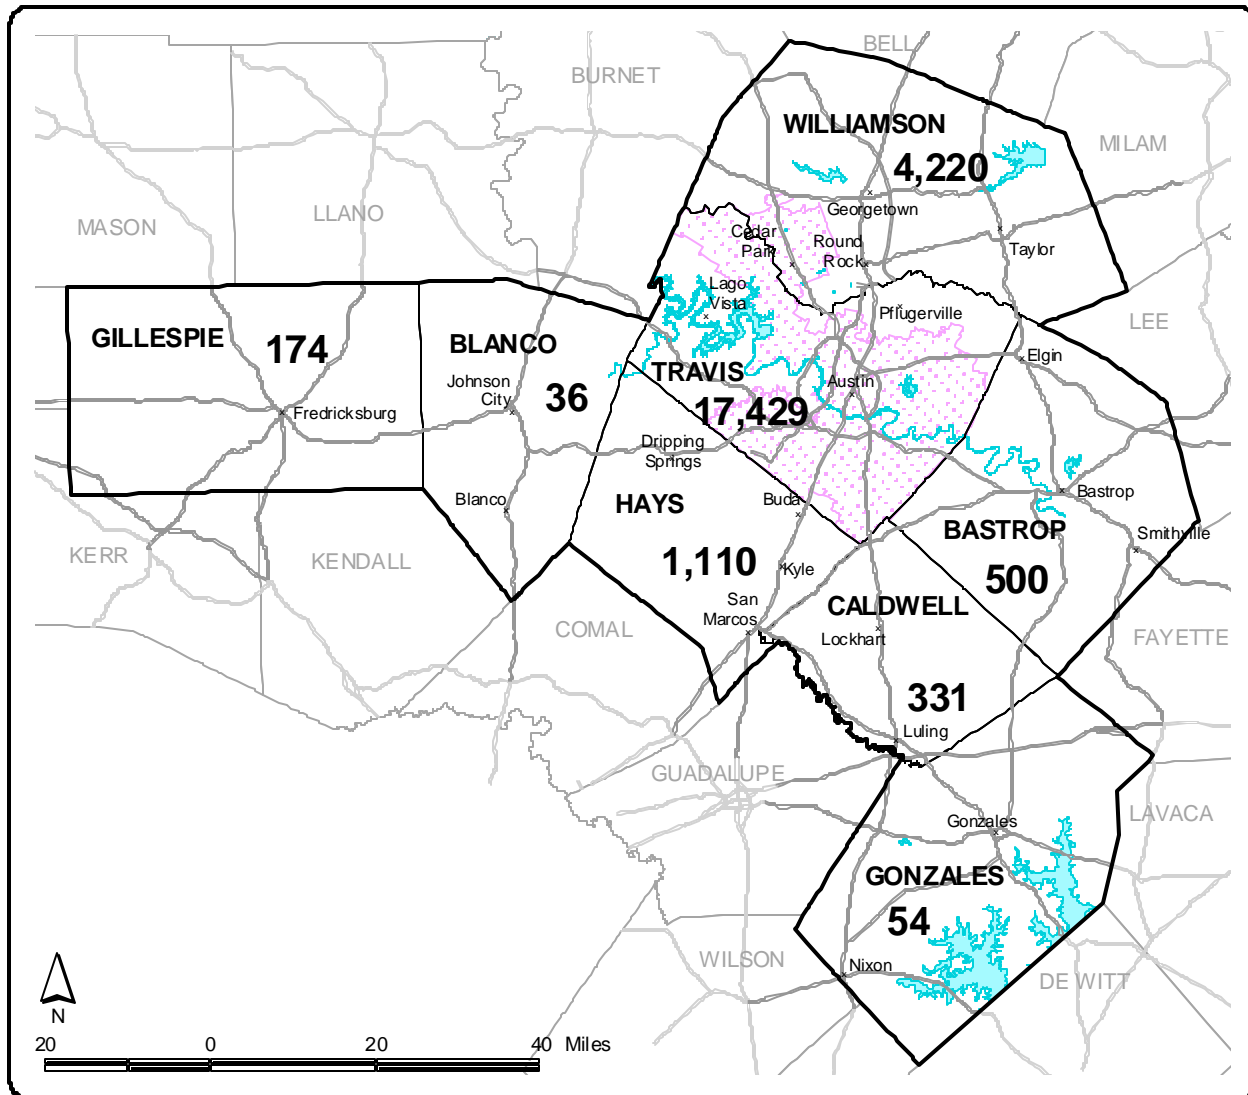 BELL
BURNET
WILLIAMSON
4,220
MILAM
Georgetown
MASON
LLANO
Cedar
Park
Round
Rock
Taylor
Lago
Vista
Pflugerville
LEE
GILLESPIE
174
BLANCO
Elgin
TRAVIS
Johnson
City
36
Austin
17,429
Fredricksburg
Dripping
Springs
Blanco
HAYS
Buda
Bastrop
BASTROP
Smithville
KERR
KENDALL
1,110
Kyle
500
San
Marcos
CALDWELL
COMAL
Lockhart
FAYETTE
331
Luling
GUADALUPE
LAVACA
Gonzales
GONZALES
54
WILSON
Nixon
DE WITT
N
20 0 20 40 Miles